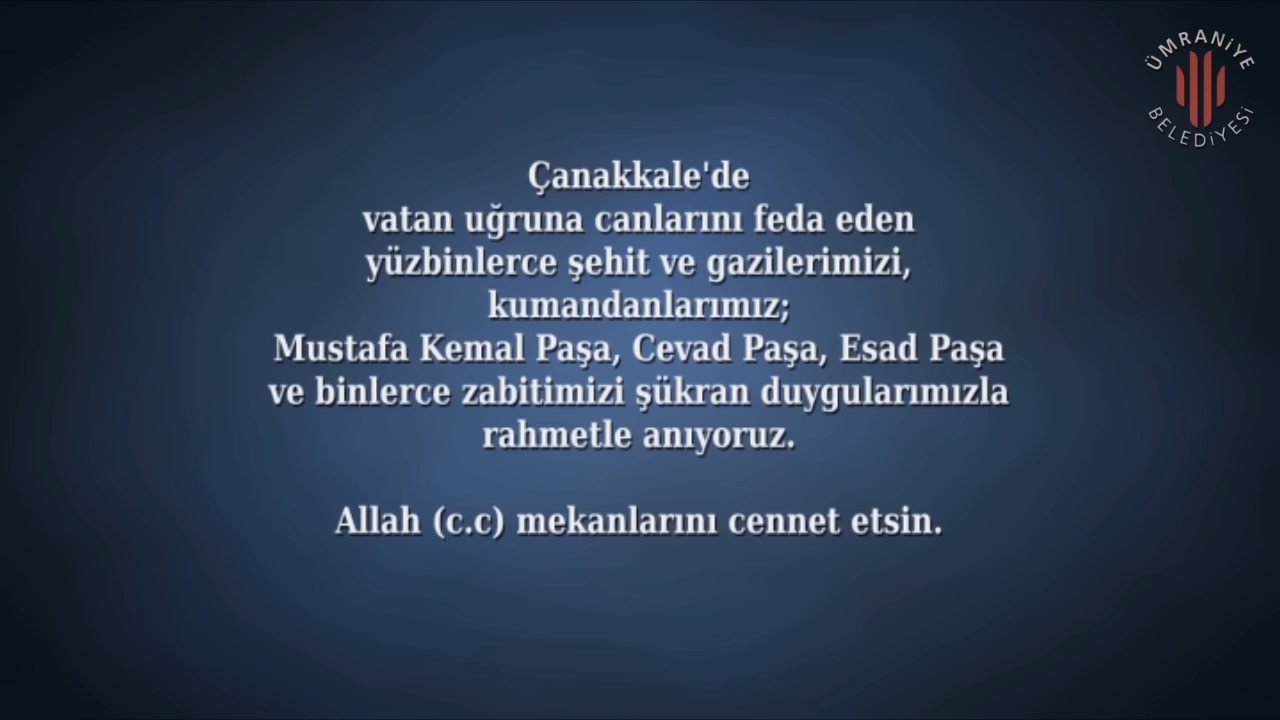 ÜMRANİYE
BELEDİYESİ
Çanakkale'de
vatan uğruna canlarını feda eden
yüzbinlerce şehit ve gazilerimizi,
kumandanlarımız;
Mustafa Kemal Paşa, Cevad Paşa, Esad Paşa
ve binlerce zabitimizi şükran duygularımızla
rahmetle anıyoruz.
Allah (c.c) mekanlarını cennet etsin.